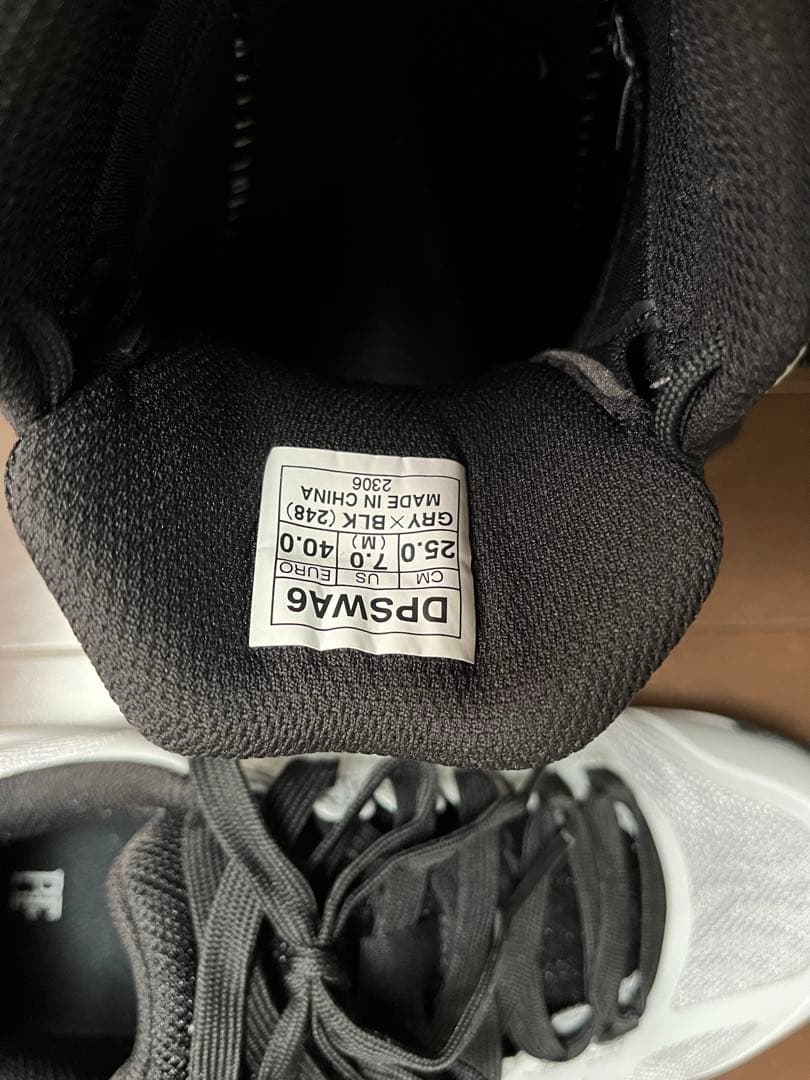 DPSWA6
CM US EURO
25.0 7.0 (M) 40.0
GRY×BLK (248)
MADE IN CHINA
2306